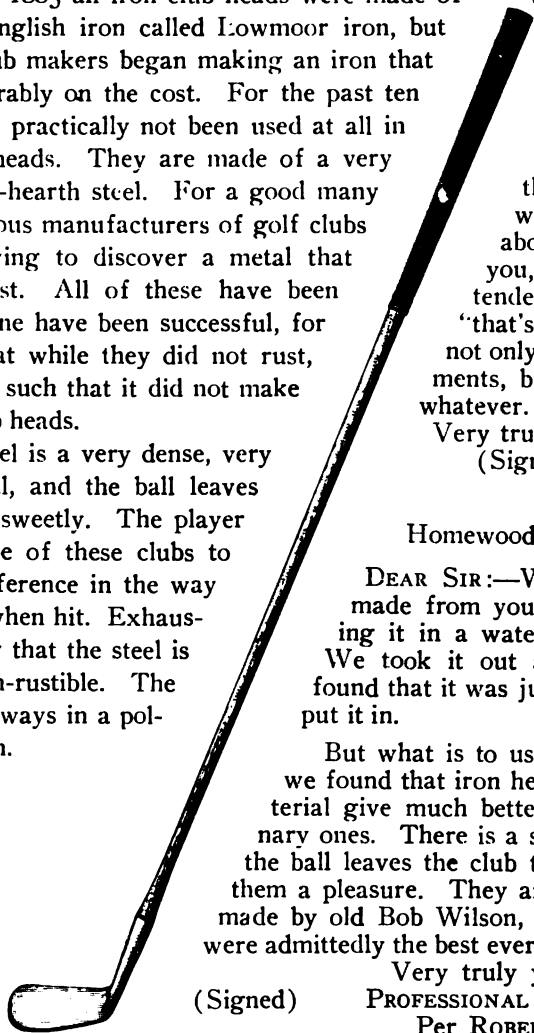 an iron club heads were made of
nglish iron called Lowmoor iron, but
b makers began making an iron that
rably on the cost. For the past ten
practically not been used at all in
heads. They are made of a very
-hearth steel. For a good many
ous manufacturers of golf clubs
ing to discover a metal that
st. All of these have been
ne have been successful, for
at while they did not rust,
such that it did not make
heads.
el is a very dense, very
l, and the ball leaves
sweetly. The player
e of these clubs to
ference in the way
when hit. Exhaus-
that the steel is
n-rustible. The
ways in a pol-
n.
th
w
abo
you,
tende
"that's
not only
ments, b
whatever.
Very tru
(Sign
Homewood
DEAR SIR:—W
made from you
ing it in a wate
We took it out a
found that it was ju
put it in.
But what is to us
we found that iron he
terial give much bette
nary ones. There is a s
the ball leaves the club t
them a pleasure. They a
made by old Bob Wilson,
were admittedly the best ever
Very truly y
(Signed) PROFESSIONAL
Per ROBE